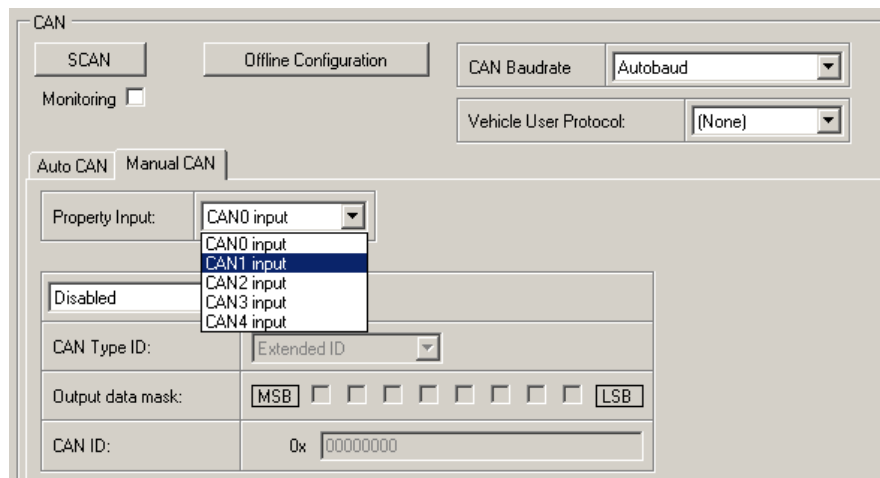 CAN
SCAN
Offline Configuration
CAN Baudrate
Autobaud
Monitoring
Vehicle User Protocol:
(None)
Auto CAN
Manual CAN
Property Input:
CAN0 input
CAN0 input
CAN1 input
CAN2 input
CAN3 input
CAN4 input
Disabled
CAN Type ID:
Extended ID
Output data mask:
MSB
LSB
CAN ID:
0x
00000000